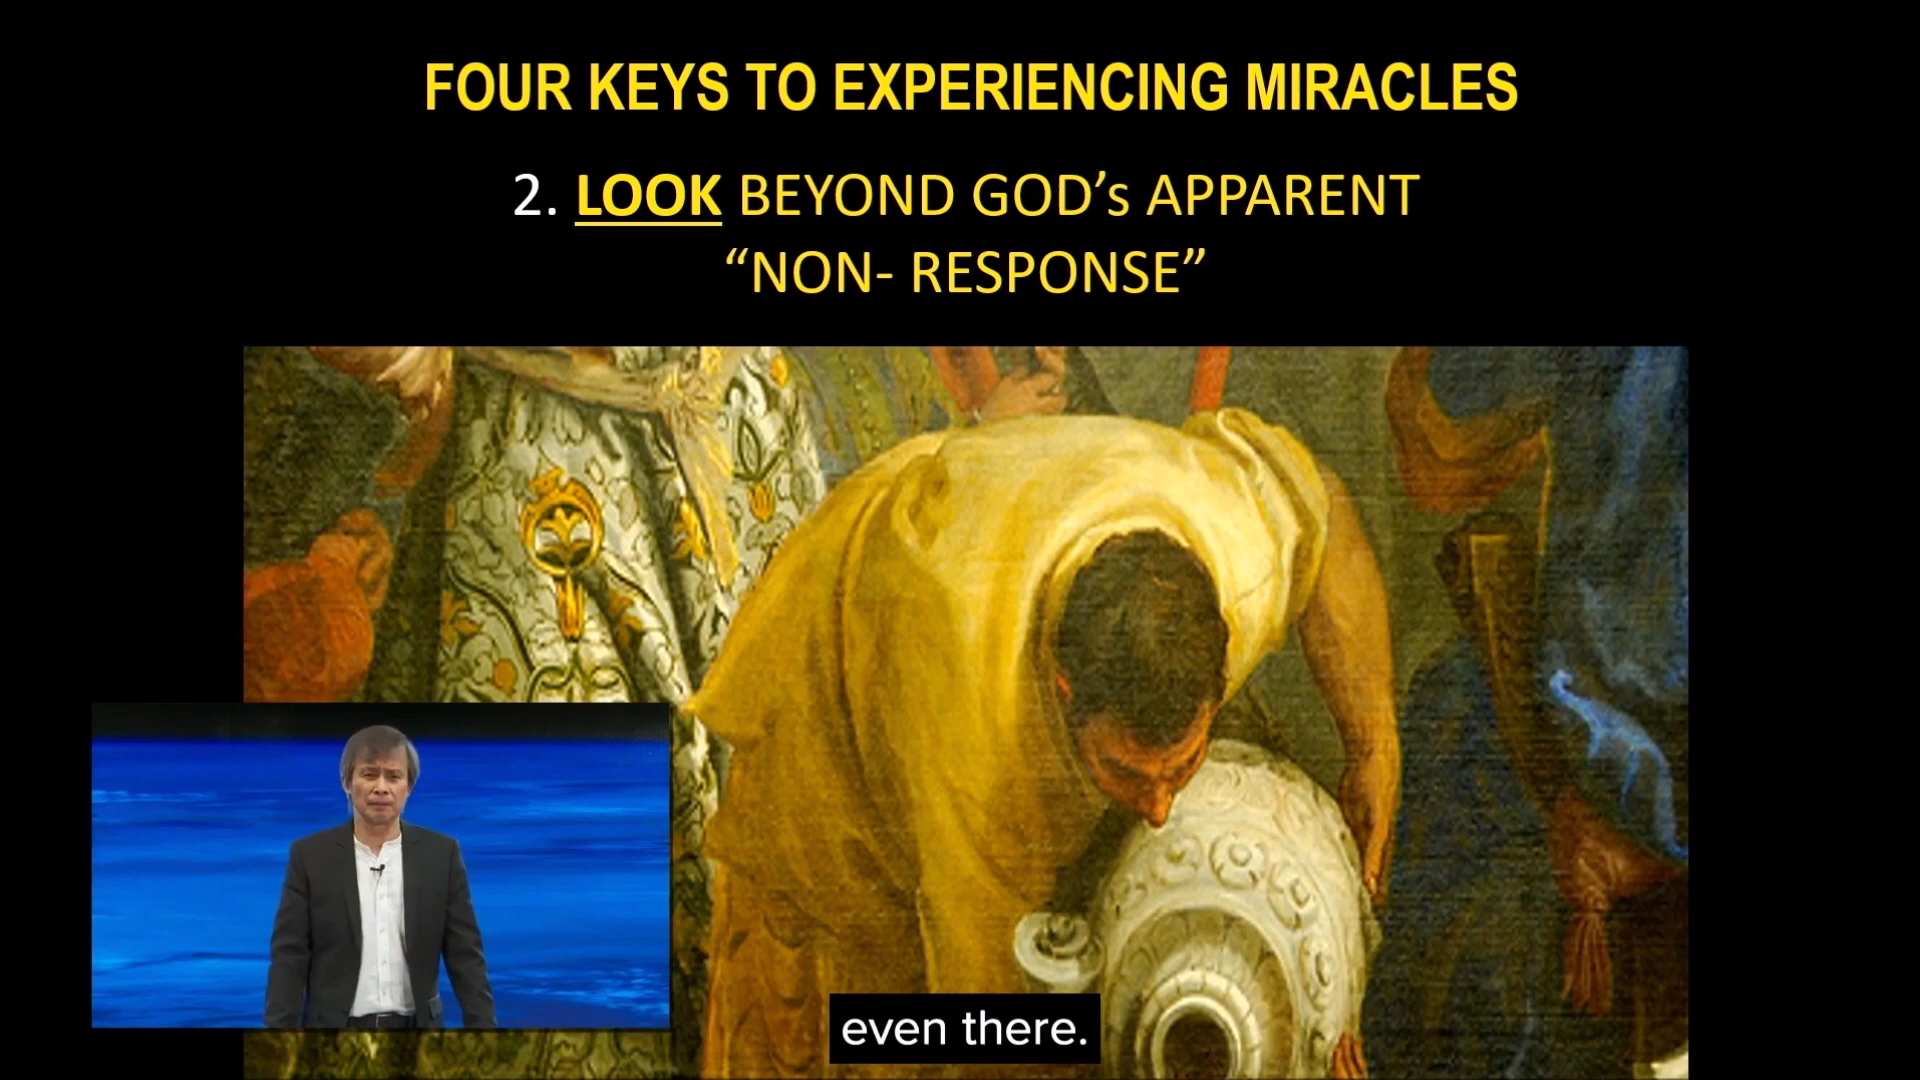 FOUR KEYS TO EXPERIENCING MIRACLES
2. LOOK BEYOND GOD’s APPARENT
“NON- RESPONSE”
even there.